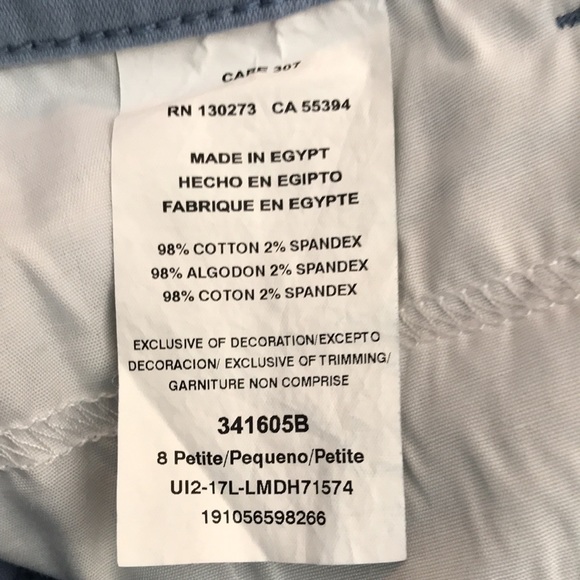 CARE 307
RN 130273 CA 55394
MADE IN EGYPT
HECHO EN EGIPTO
FABRIQUE EN EGYPTE
98% COTTON 2% SPANDEX
98% ALGODON 2% SPANDEX
98% COTON 2% SPANDEX
EXCLUSIVE OF DECORATION/EXCEPTO
DECORACION/ EXCLUSIVE OF TRIMMING/
GARNITURE NON COMPRISE
341605B
8 Petite/Pequeno/Petite
UI2-17L-LMDH71574
191056598266